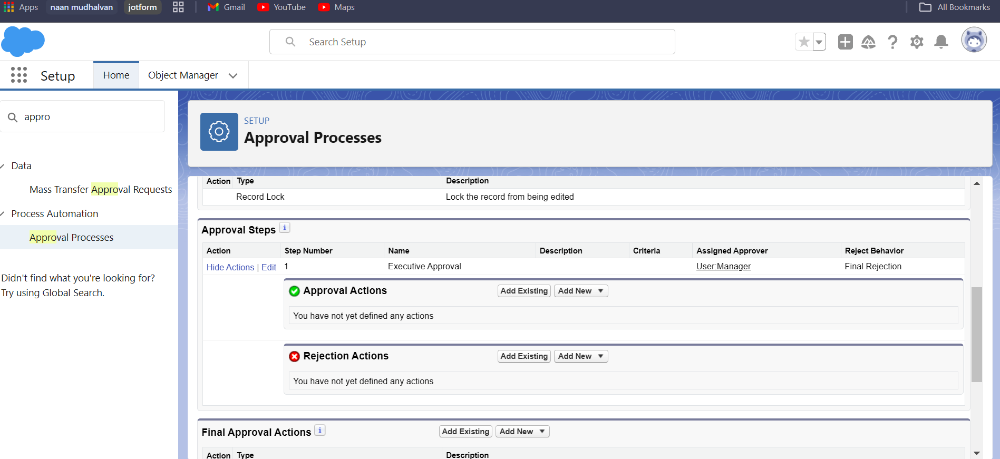 Apps naan mudhalvan jotform Gmail YouTube Maps All Bookmarks
Search Setup
Setup Home Object Manager
appro
SETUP
Approval Processes
Data
Mass Transfer Approval Requests
Process Automation
Approval Processes
Didn't find what you're looking for?
Try using Global Search.
Action Type Description
Record Lock Lock the record from being edited
Approval Steps i
Action Step Number Name Description Criteria Assigned Approver Reject Behavior
Hide Actions | Edit 1 Executive Approval User:Manager Final Rejection
Approval Actions Add Existing Add New
You have not yet defined any actions
Rejection Actions Add Existing Add New
You have not yet defined any actions
Final Approval Actions i Add Existing Add New
Action Type Description